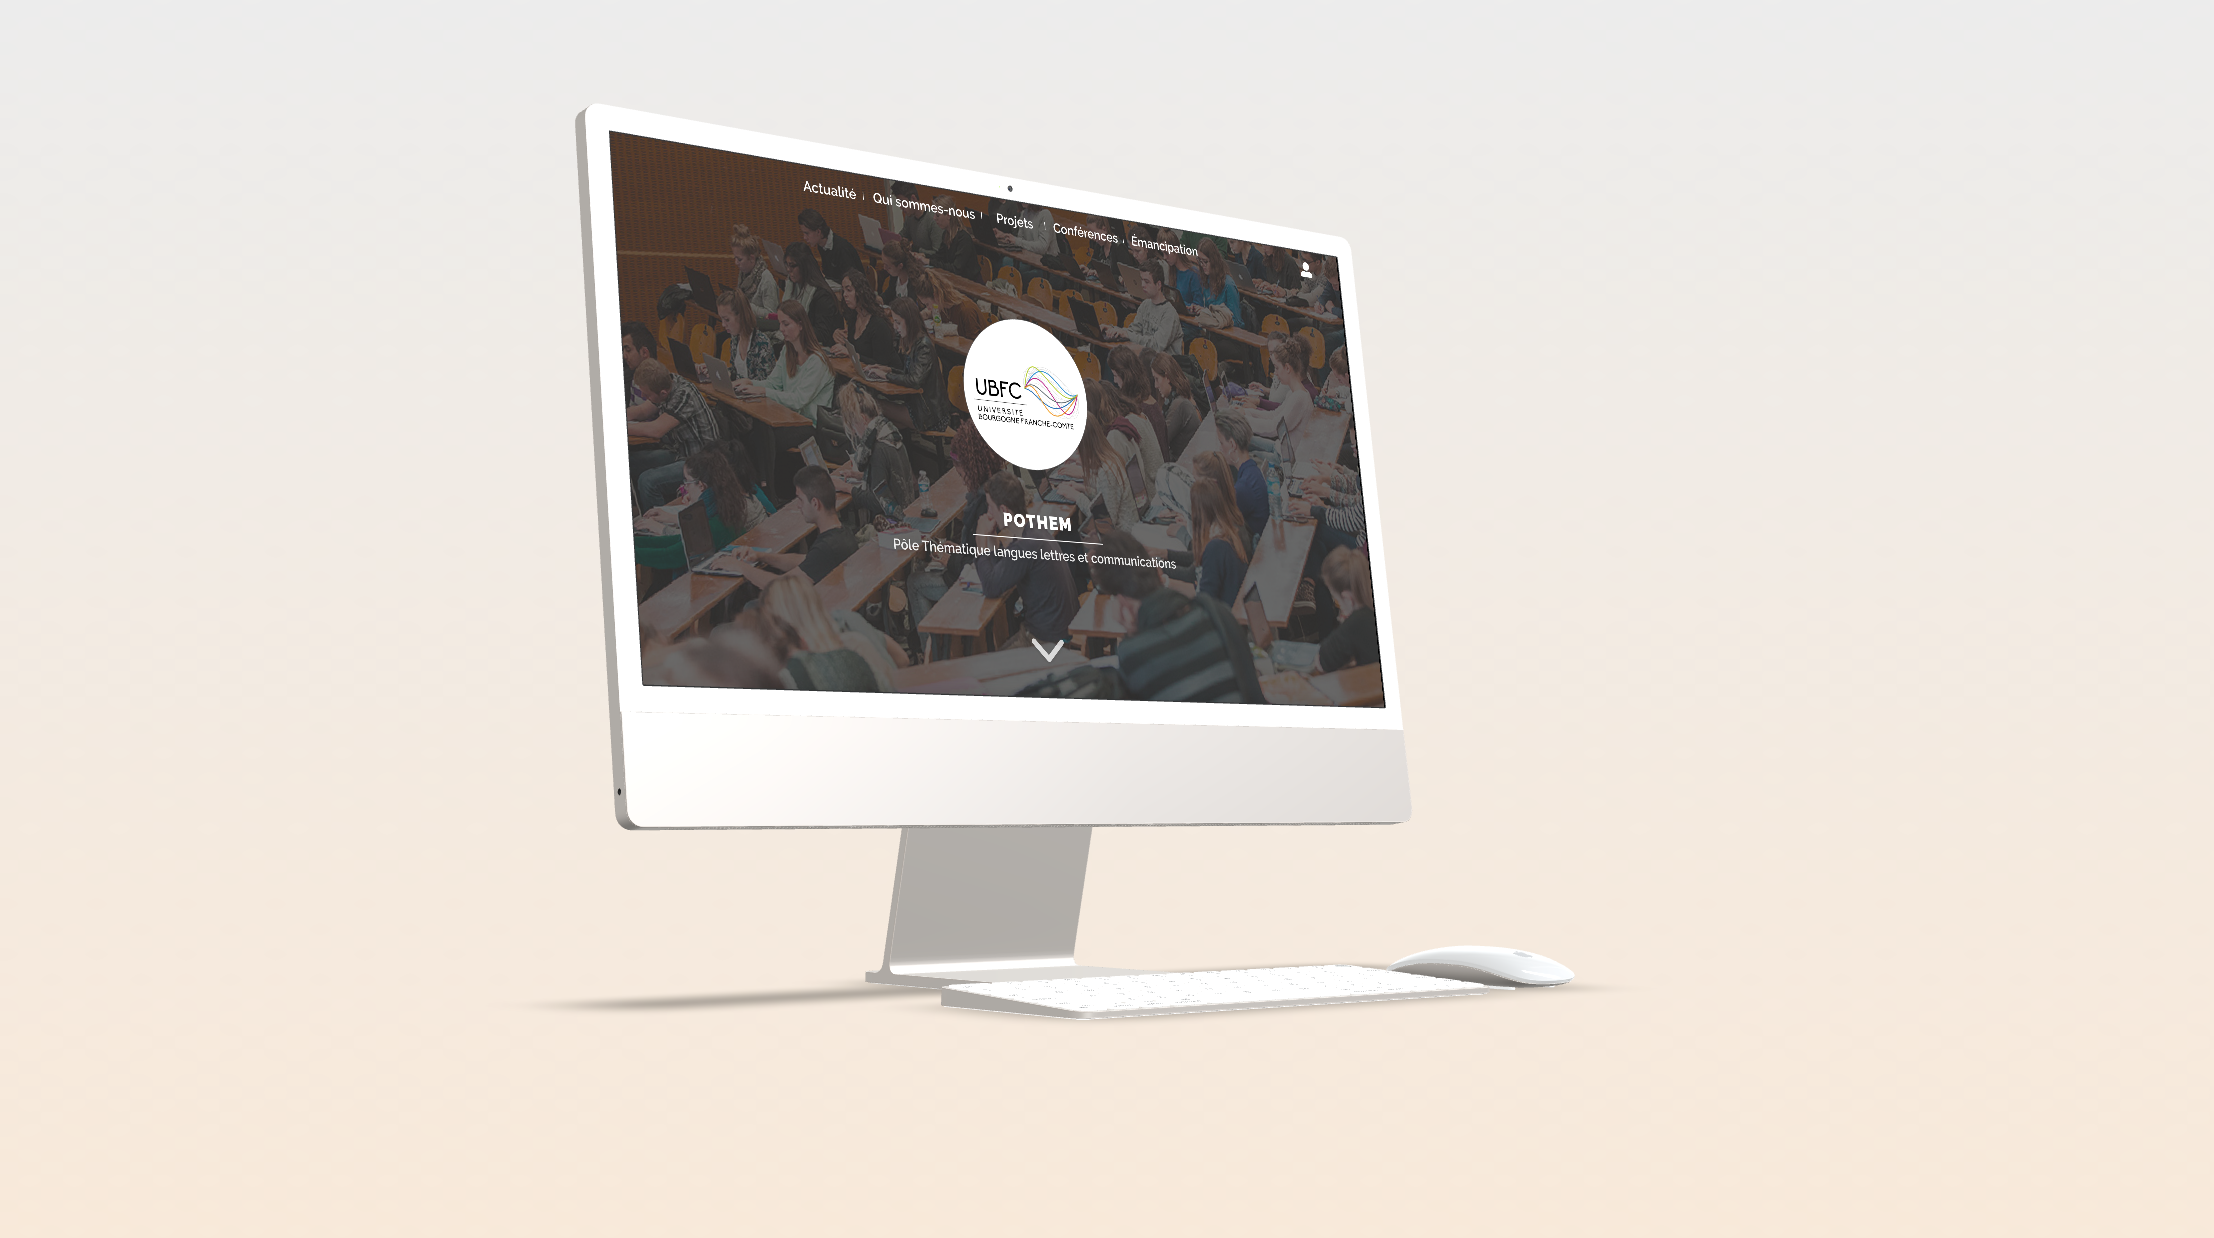 Actualité Qui sommes-nous Projets Conférences Émancipation
UBFC
UNIVERSITÉ
BOURGOGNE FRANCHE-COMTÉ
POTHEM
Pôle Thématique langues lettres et communications